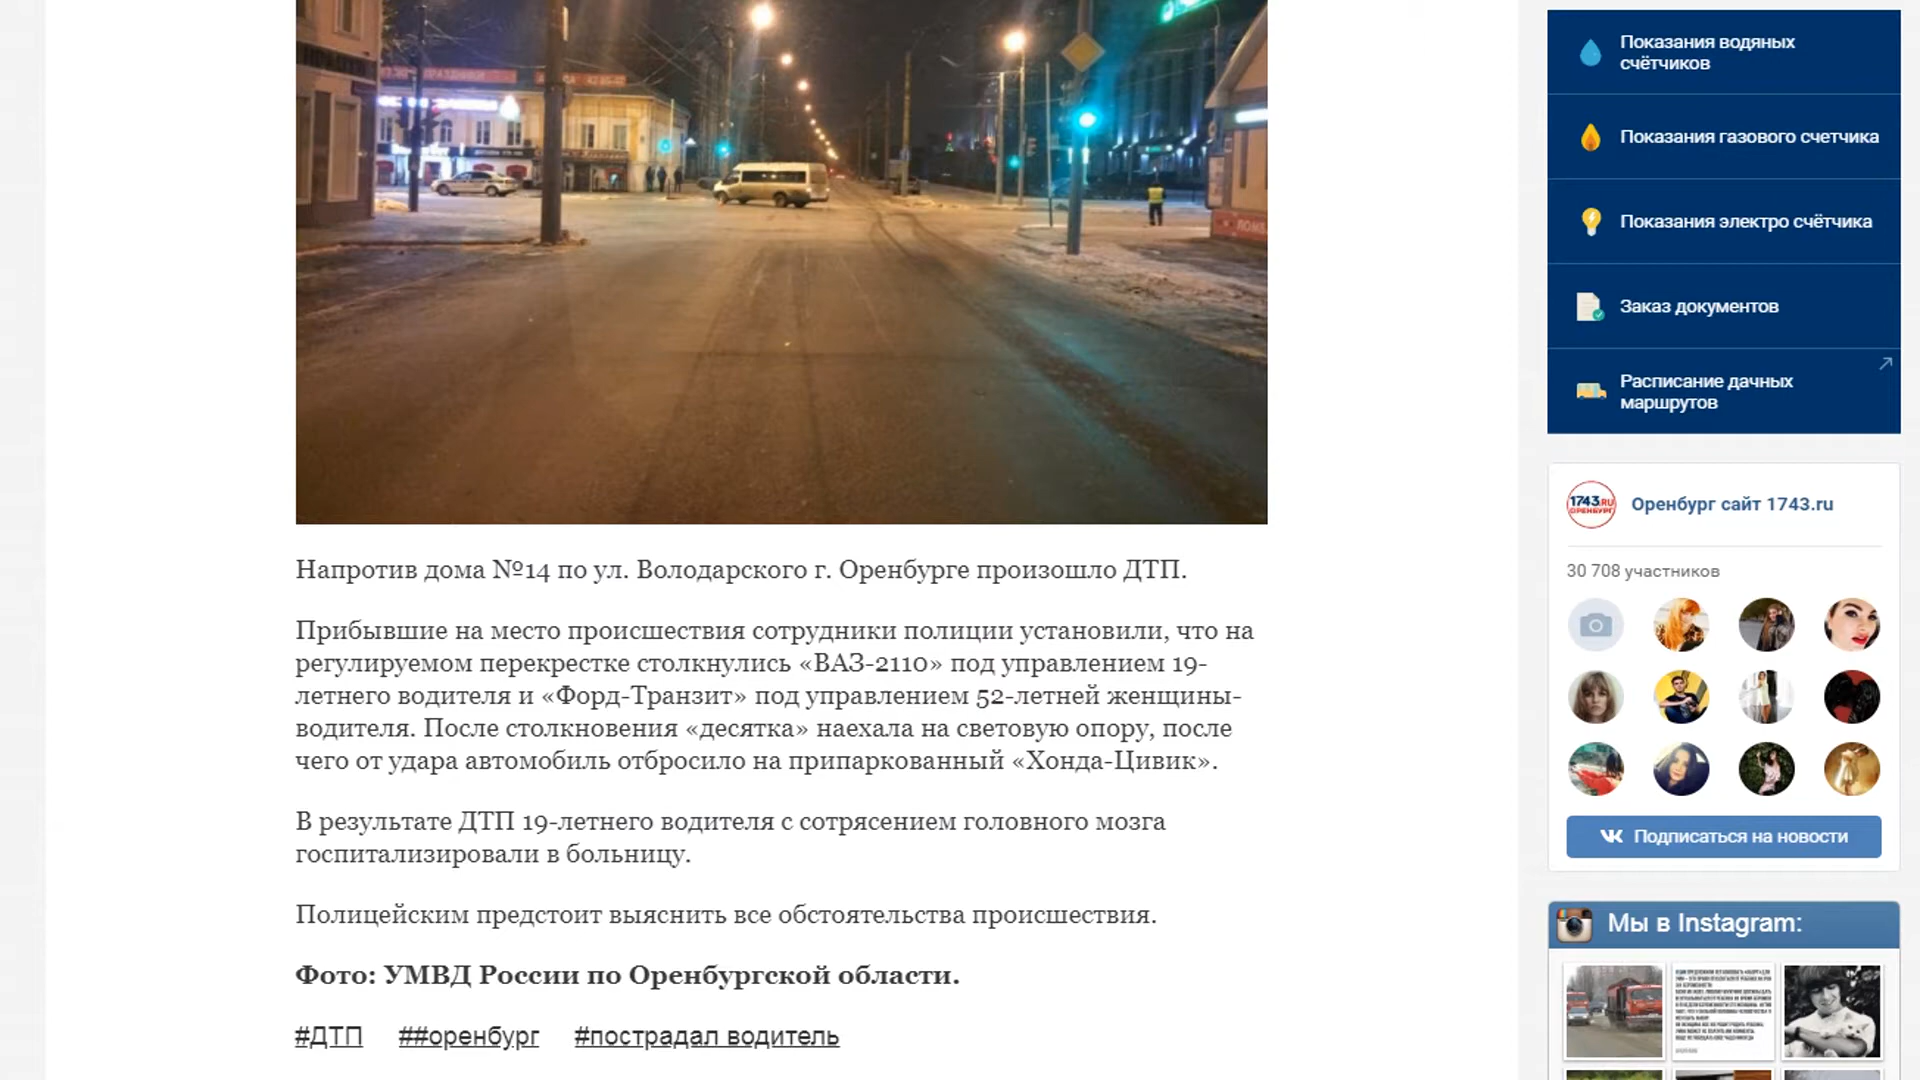 Показания водяных
счётчиков
Показания газового счетчика
Показания электро счётчика
Заказ документов
Расписание дачных
маршрутов
Напротив дома №14 по ул. Володарского г. Оренбурге произошло ДТП.
Прибывшие на место происшествия сотрудники полиции установили, что на
регулируемом перекрестке столкнулись «ВАЗ-2110» под управлением 19-
летнего водителя и «Форд-Транзит» под управлением 52-летней женщины-
водителя. После столкновения «десятка» наехала на световую опору, после
чего от удара автомобиль отбросило на припаркованный «Хонда-Цивик».
В результате ДТП 19-летнего водителя с сотрясением головного мозга
госпитализировали в больницу.
Полицейским предстоит выяснить все обстоятельства происшествия.
Фото: УМВД России по Оренбургской области.
#ДТП ##оренбург #пострадал водитель
1743.RU
ОРЕНБУРГ
Оренбург сайт 1743.ru
30 708 участников
Подписаться на новости
Мы в Instagram: